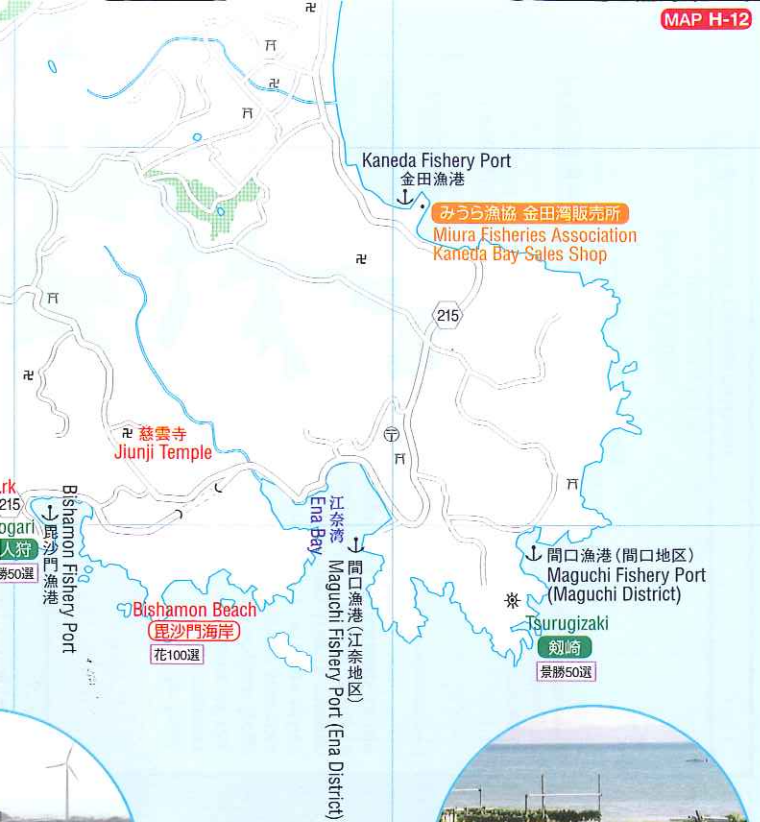 MAP H-12
Kaneda Fishery Port
金田漁港
みうら漁協 金田湾販売所
Miura Fisheries Association
Kaneda Bay Sales Shop
215
慈雲寺
Jiunji Temple
rk
215
ogari
人狩
勝50選
Bishamon Fishery Port
毘沙門漁港
江奈湾
Ena Bay
間口漁港(江奈地区)
Maguchi Fishery Port (Ena District)
間口漁港(間口地区)
Maguchi Fishery Port
(Maguchi District)
Bishamon Beach
毘沙門海岸
花100選
Tsurugizaki
剱崎
景勝50選